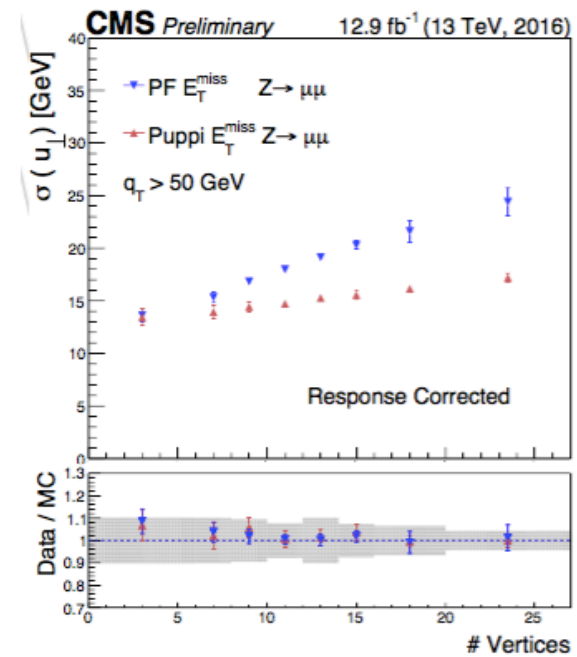 CMS Preliminary 12.9 fb⁻¹ (13 TeV, 2016)
σ ( u⊥) [GeV]
40
35
30
25
20
15
10
5
0
PF E_T^miss Z→ μμ
Puppi E_T^miss Z→ μμ
q_T > 50 GeV
Response Corrected
Data / MC
1.3
1.2
1.1
1
0.9
0.8
0.7
0 5 10 15 20 25
# Vertices